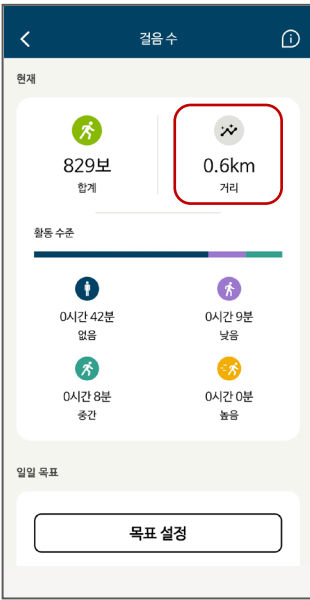 걸음 수
현재
829보
합계
0.6km
거리
활동 수준
0시간 42분
없음
0시간 9분
낮음
0시간 8분
중간
0시간 0분
높음
일일 목표
목표 설정